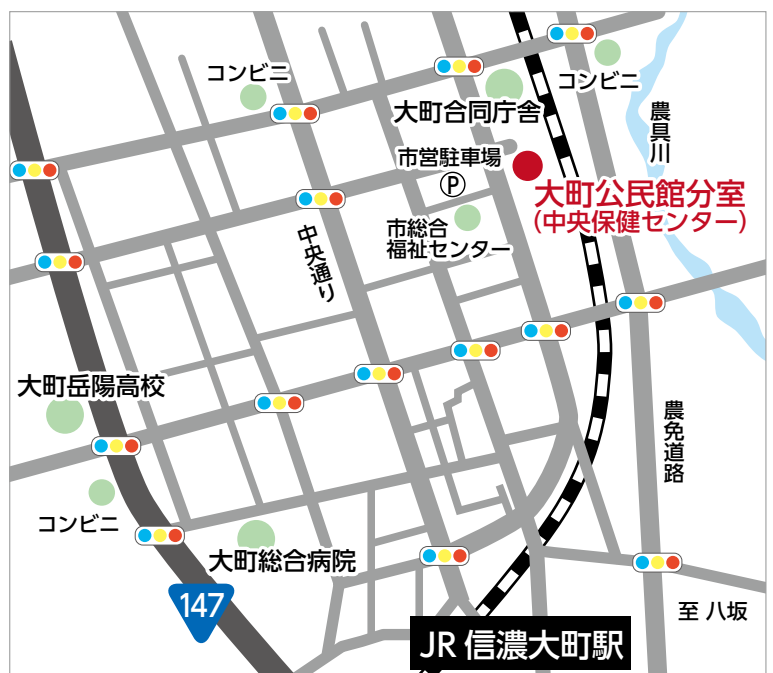 コンビニ
コンビニ
大町合同庁舎
農具川
市営駐車場
P
大町公民館分室
(中央保健センター)
市総合
福祉センター
中央通り
大町岳陽高校
農免道路
コンビニ
大町総合病院
147
至 八坂
JR 信濃大町駅